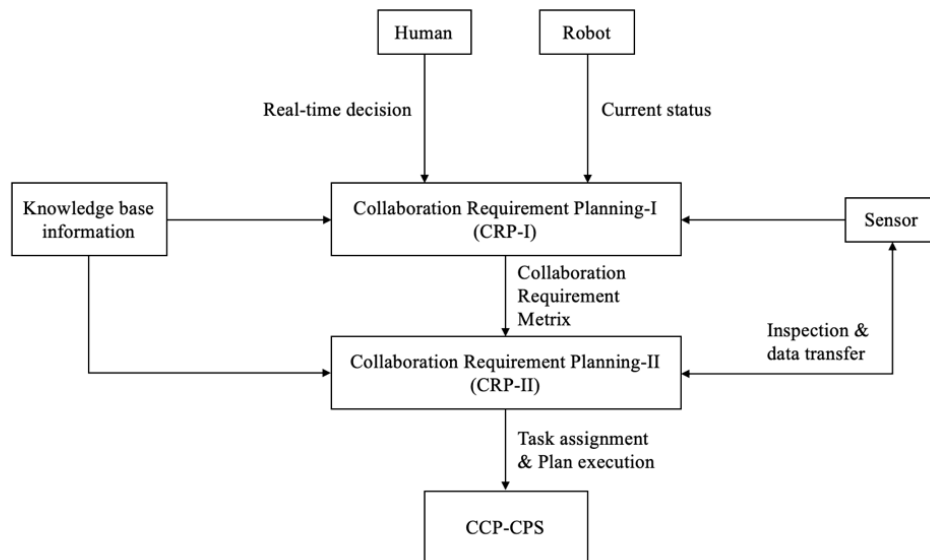 Human
Robot
Real-time decision
Current status
Knowledge base
information
Collaboration Requirement Planning-I
(CRP-I)
Sensor
Collaboration
Requirement
Metrix
Inspection &
data transfer
Collaboration Requirement Planning-II
(CRP-II)
Task assignment
& Plan execution
CCP-CPS